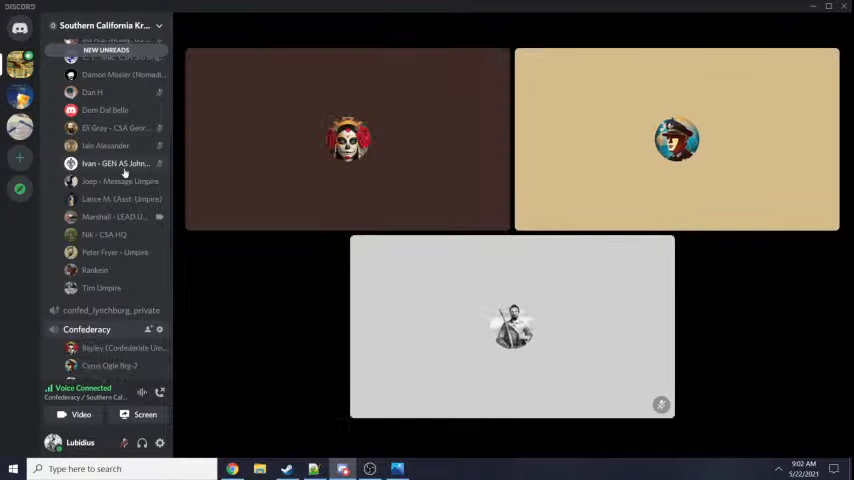 DISCORD
Southern California Kr...
NEW UNREADS
Damon Mosier (Nomadi...
Dan H
Dom Dal Bello
Eli Gray - CSA Geor...
Iain Alexander
Ivan - GEN AS John...
Joep - Message Umpire
Lance M. (Asst. Umpire)
Marshall - LEAD U...
Nik - CSA HQ
Peter Fryer - Umpire
Rankein
Tim Umpire
confed_lynchburg_private
Confederacy
Bayley (Confederate Um...
Cyrus Ogle Brg-2
Voice Connected
Confederacy / Southern Cal...
Video
Screen
Lubidius
Type here to search
9:02 AM
5/22/2021